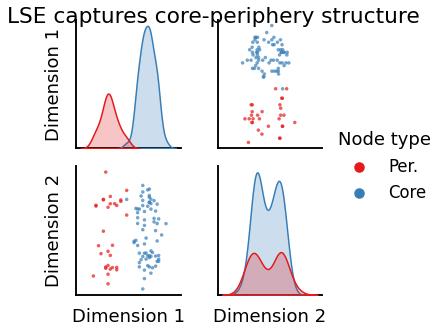 LSE captures core-periphery structure
Dimension 1
Node type
Per.
Core
Dimension 2
Dimension 1
Dimension 2